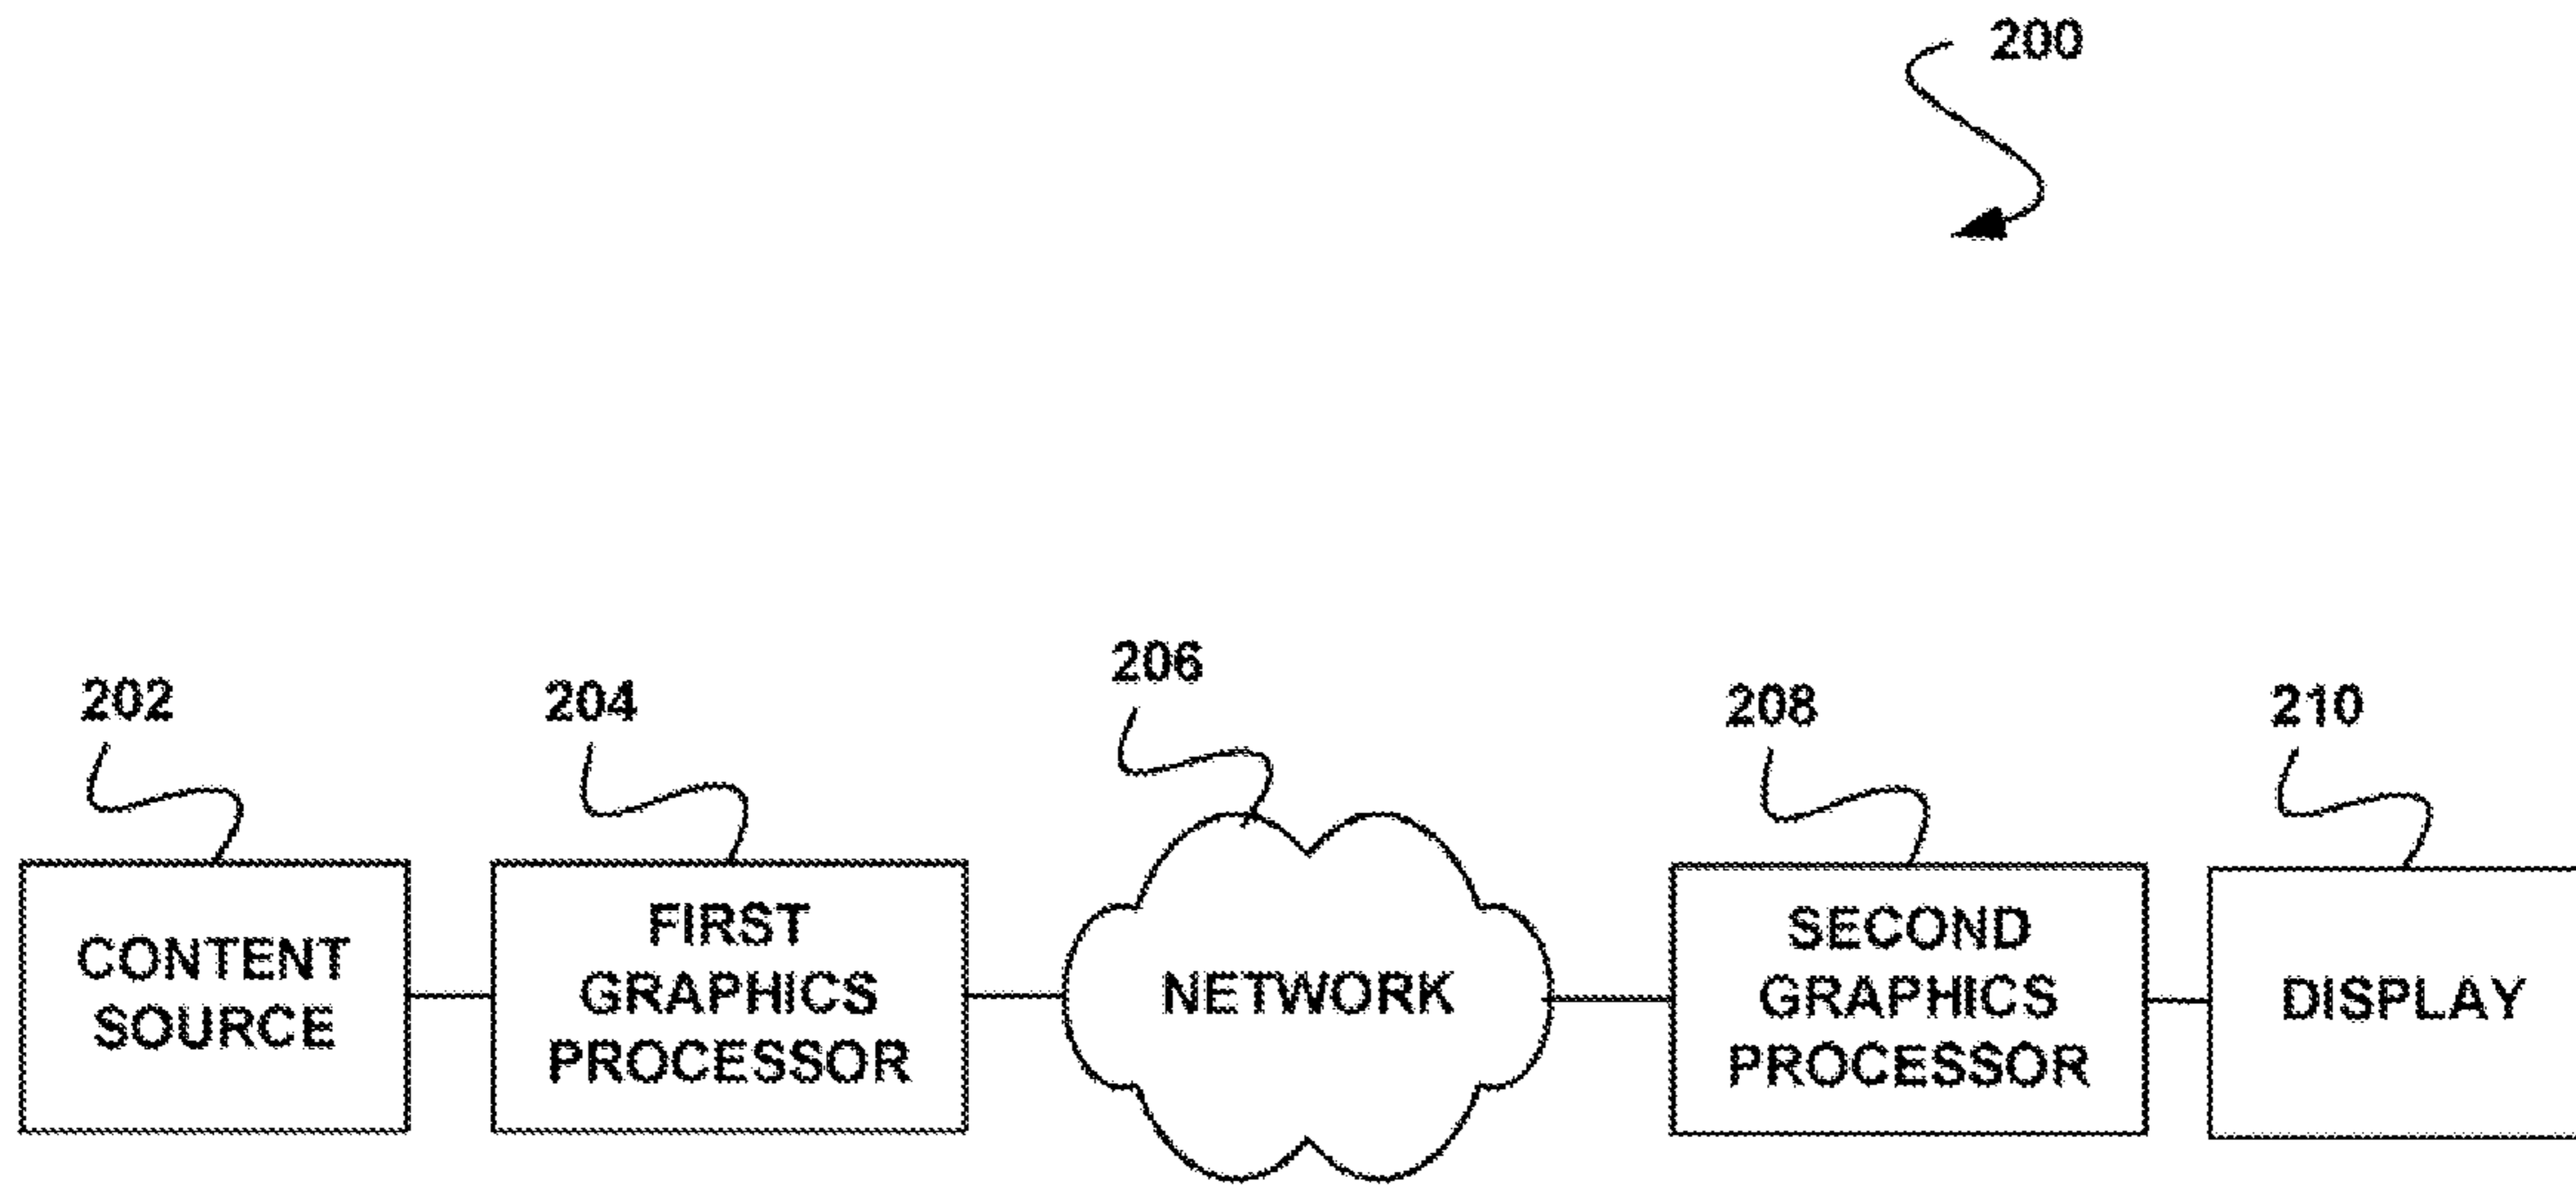 200
202
204
206
208
210
CONTENT
SOURCE
FIRST
GRAPHICS
PROCESSOR
NETWORK
SECOND
GRAPHICS
PROCESSOR
DISPLAY